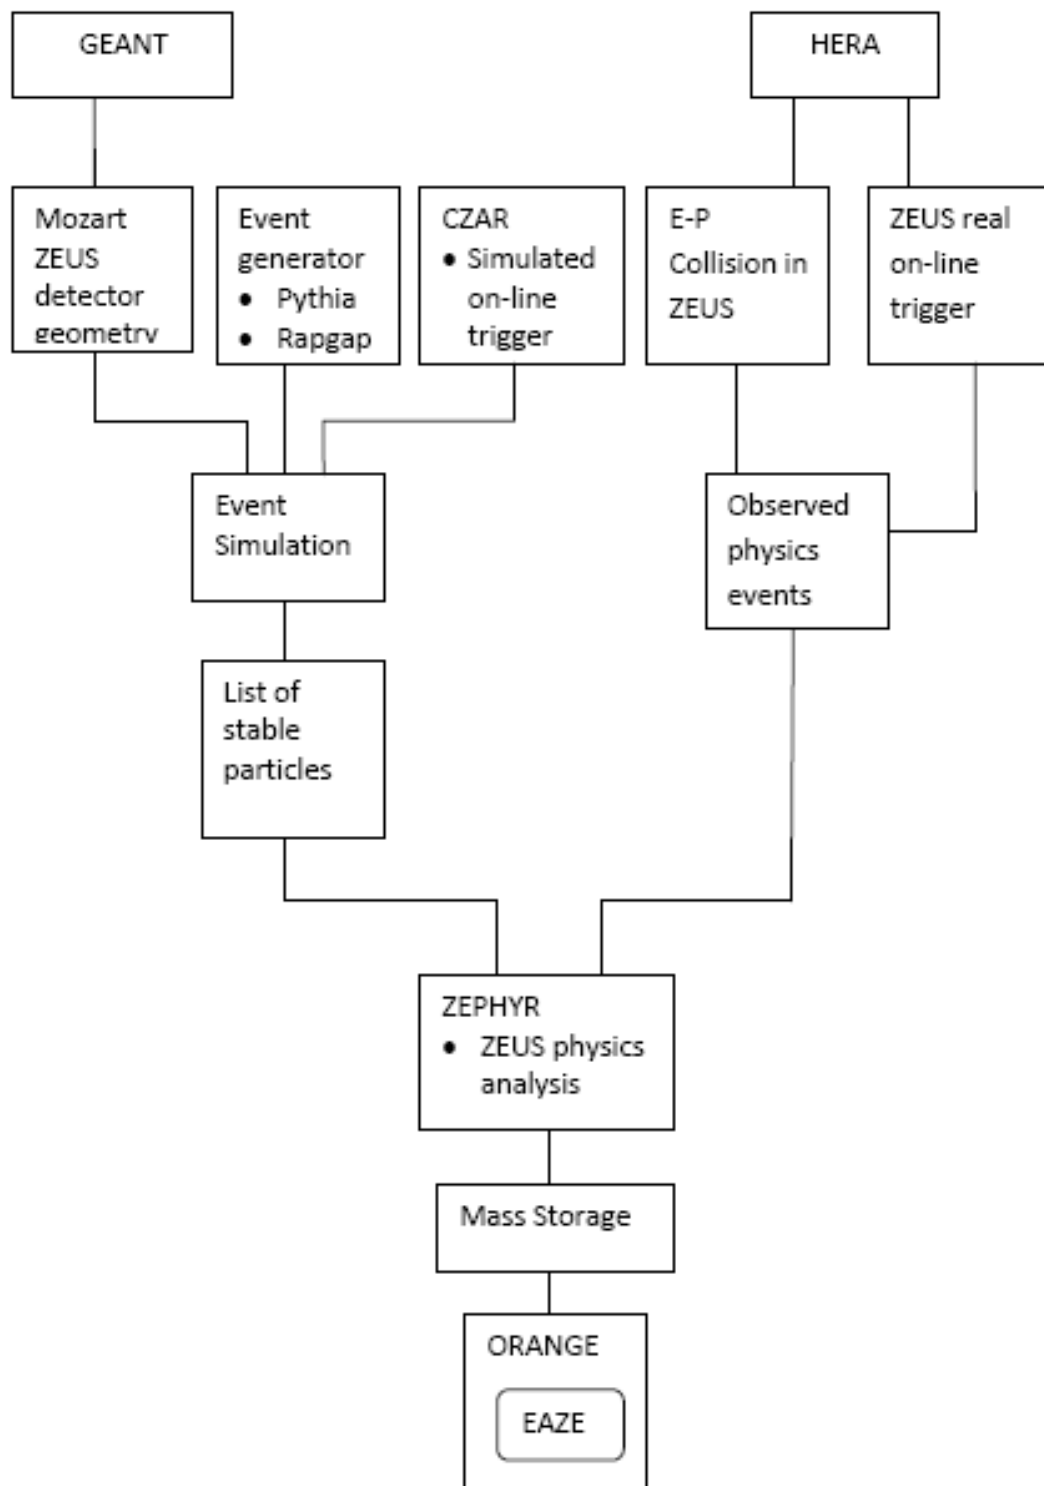 GEANT
HERA
Mozart
ZEUS
detector
geometry
Event
generator
• Pythia
• Rapgap
CZAR
• Simulated
on-line
trigger
E-P
Collision in
ZEUS
ZEUS real
on-line
trigger
Event
Simulation
Observed
physics
events
List of
stable
particles
ZEPHYR
• ZEUS physics
analysis
Mass Storage
ORANGE
EAZE